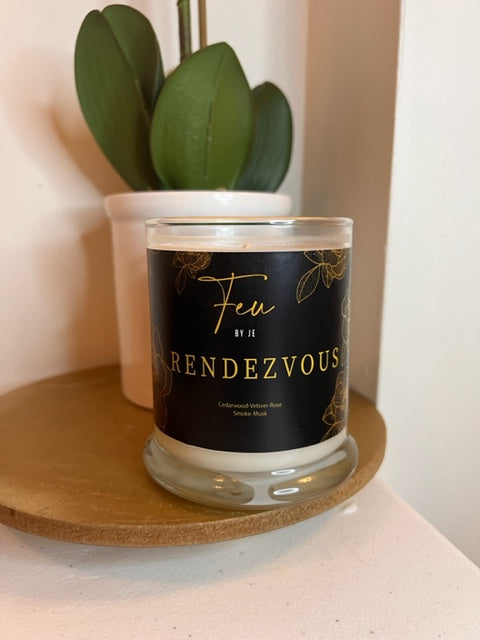 Feu
BY JE
RENDEZVOUS
Cedarwood-Vetiver-Rose
Smoke-Musk